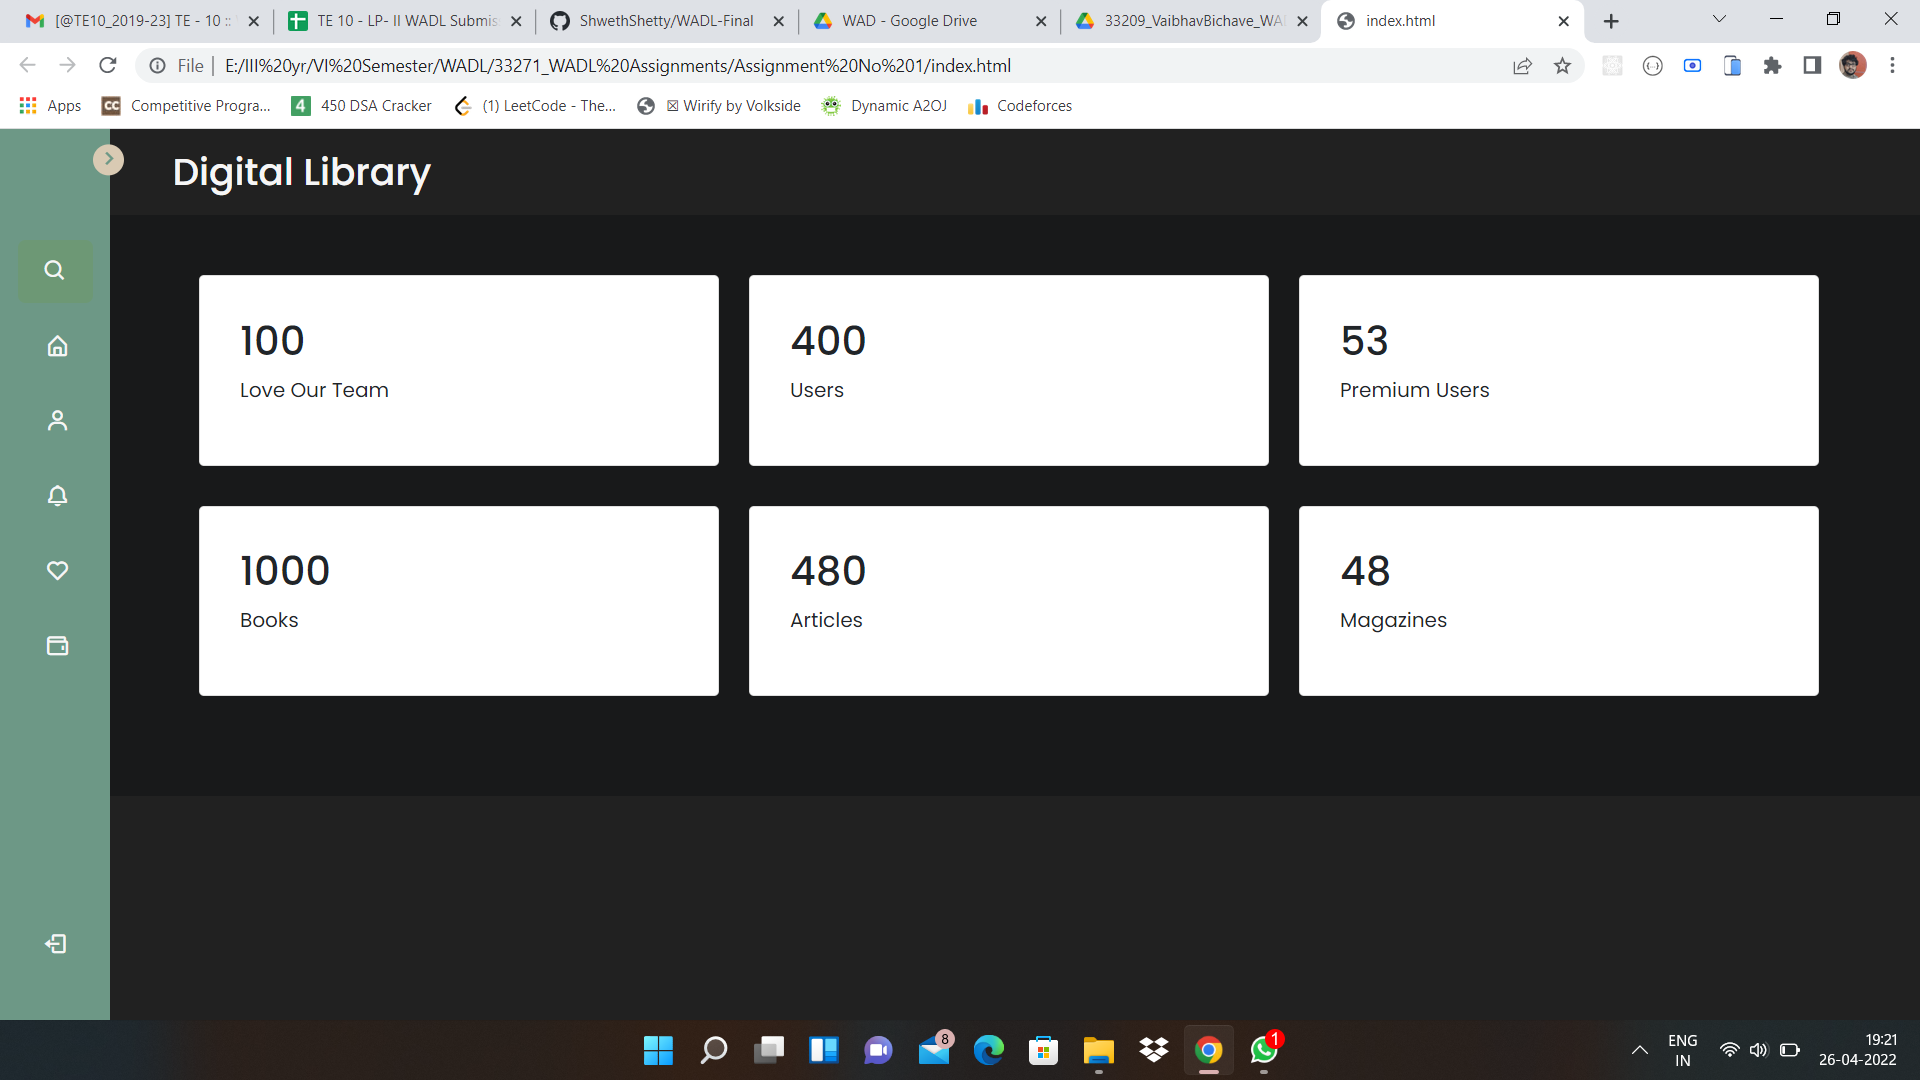 [@TE10_2019-23] TE - 10 ::
TE 10 - LP- II WADL Submis
ShwethShetty/WADL-Final
WAD - Google Drive
33209_VaibhavBichave_WA
index.html
File
E:/III%20yr/VI%20Semester/WADL/33271_WADL%20Assignments/Assignment%20No%201/index.html
Apps
CC
Competitive Progra...
4
450 DSA Cracker
(1) LeetCode - The...
Wirify by Volkside
Dynamic A2OJ
Codeforces
Digital Library
100
Love Our Team
400
Users
53
Premium Users
1000
Books
480
Articles
48
Magazines
8
1
ENG
IN
19:21
26-04-2022